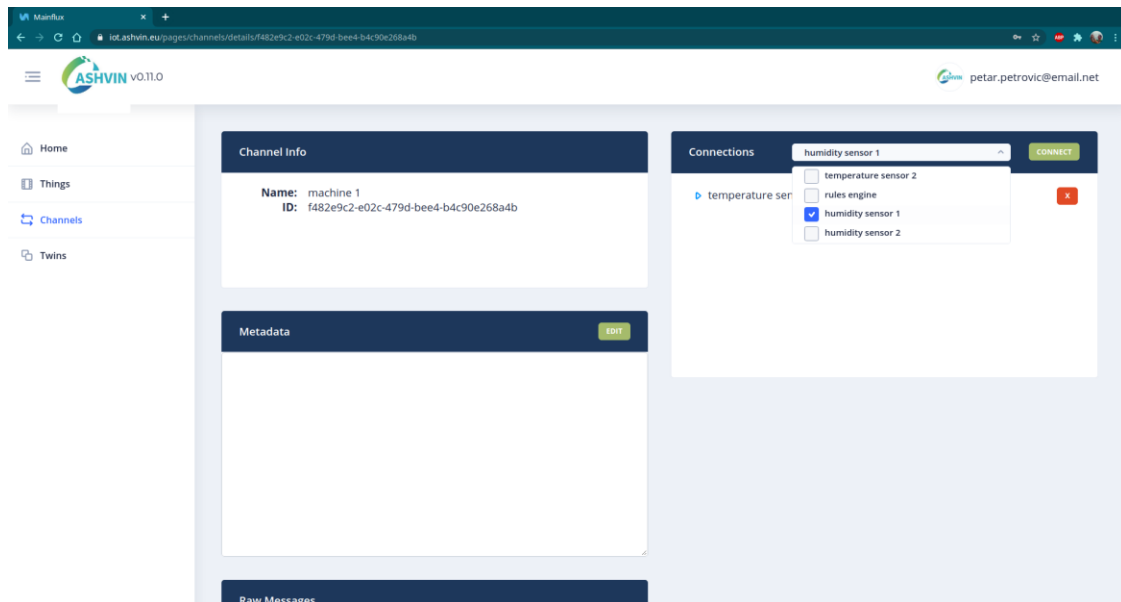 Mainflux
iot.ashvin.eu/pages/channels/details/f482e9c2-e02c-479d-bee4-b4c90e268a4b
ASHVIN v0.11.0
petar.petrovic@email.net
Home
Things
Channels
Twins
Channel Info
Name: machine 1
ID: f482e9c2-e02c-479d-bee4-b4c90e268a4b
Metadata
EDIT
Raw Messages
Connections
humidity sensor 1
CONNECT
temperature sen
X
temperature sensor 2
rules engine
humidity sensor 1
humidity sensor 2